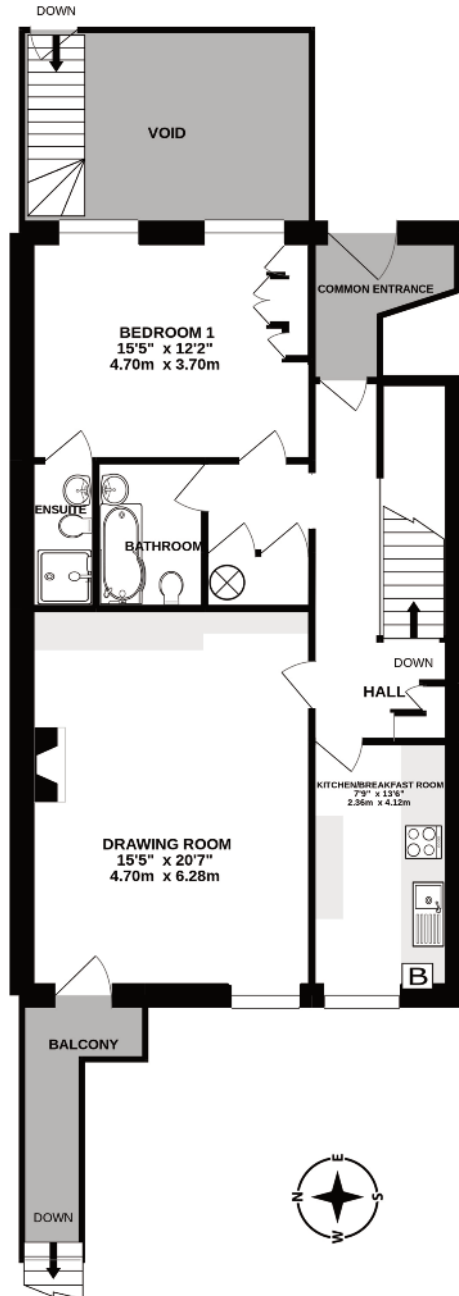 DOWN
VOID
COMMON ENTRANCE
BEDROOM 1
15'5" x 12'2"
4.70m x 3.70m
ENSUITE
BATHROOM
DOWN
HALL
KITCHEN/BREAKFAST ROOM
7'9" x 13'6"
2.36m x 4.12m
DRAWING ROOM
15'5" x 20'7"
4.70m x 6.28m
B
BALCONY
DOWN
N
E
S
W